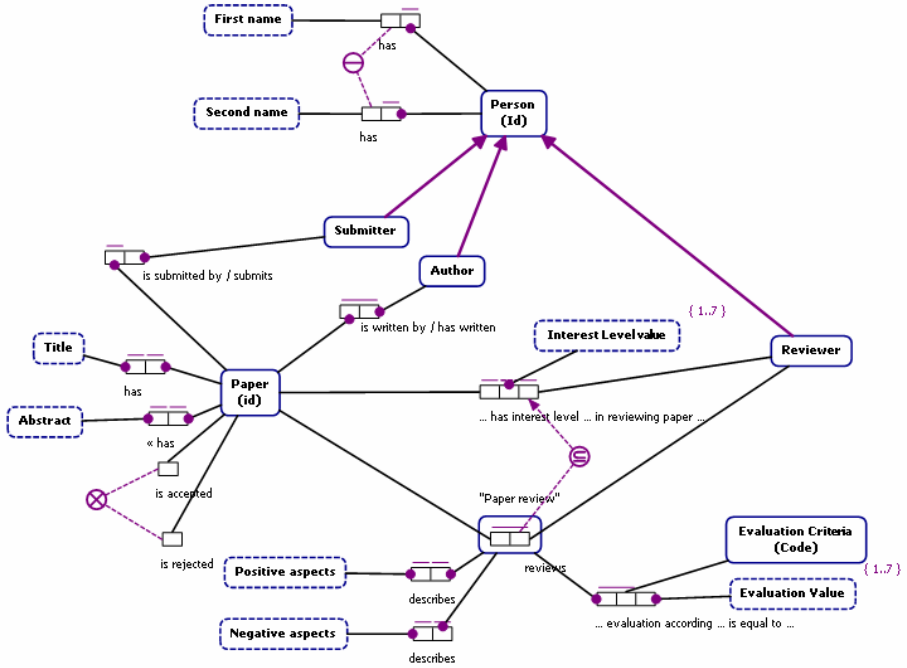 First name
has
Second name
has
Person
(Id)
Submitter
is submitted by / submits
Author
is written by / has written
{ 1..7 }
Interest Level value
Reviewer
Title
has
Paper
(id)
... has interest level ... in reviewing paper ...
Abstract
« has
is accepted
"Paper review"
is rejected
reviews
Evaluation Criteria
(Code)
{ 1..7 }
Positive aspects
describes
Evaluation Value
... evaluation according ... is equal to ...
Negative aspects
describes